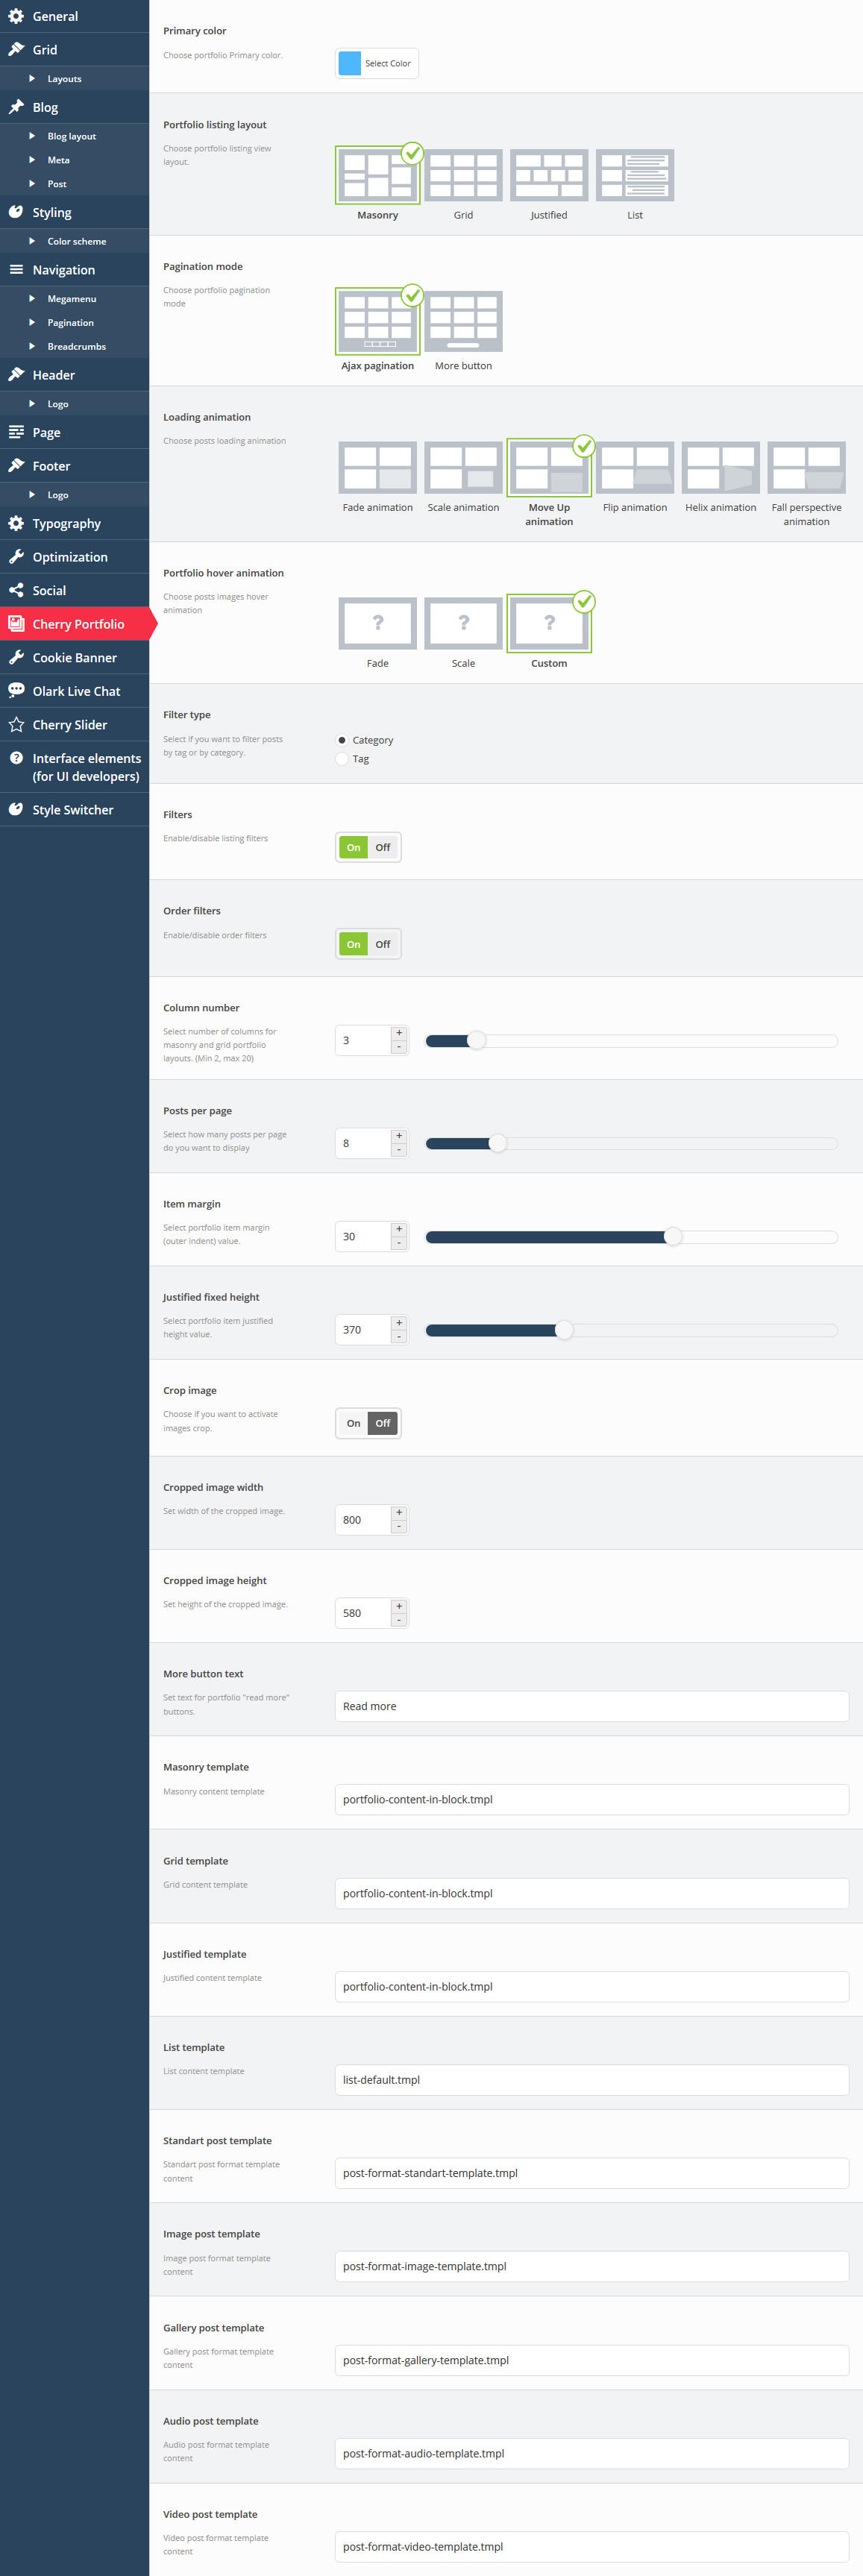 General
Grid
Layouts
Blog
Blog layout
Meta
Post
Styling
Color scheme
Navigation
Megamenu
Pagination
Breadcrumbs
Header
Logo
Page
Footer
Logo
Typography
Optimization
Social
Cherry Portfolio
Cookie Banner
Olark Live Chat
Cherry Slider
Interface elements
(for UI developers)
Style Switcher
Primary color
Choose portfolio Primary color.
Select Color
Portfolio listing layout
Choose portfolio listing view
layout.
Masonry
Grid
Justified
List
Pagination mode
Choose portfolio pagination
mode
Ajax pagination
More button
Loading animation
Choose posts loading animation
Fade animation
Scale animation
Move Up
animation
Flip animation
Helix animation
Fall perspective
animation
Portfolio hover animation
Choose posts images hover
animation
?
?
?
Fade
Scale
Custom
Filter type
Select if you want to filter posts
by tag or by category.
Category
Tag
Filters
Enable/disable listing filters
On Off
Order filters
Enable/disable order filters
On Off
Column number
Select number of columns for
masonry and grid portfolio
layouts. (Min 2, max 20)
3
+
-
Posts per page
Select how many posts per page
do you want to display
8
+
-
Item margin
Select portfolio item margin
(outer indent) value.
30
+
-
Justified fixed height
Select portfolio item justified
height value.
370
+
-
Crop image
Choose if you want to activate
images crop.
On Off
Cropped image width
Set width of the cropped image.
800
+
-
Cropped image height
Set height of the cropped image.
580
+
-
More button text
Set text for portfolio "read more"
buttons.
Read more
Masonry template
Masonry content template
portfolio-content-in-block.tmpl
Grid template
Grid content template
portfolio-content-in-block.tmpl
Justified template
Justified content template
portfolio-content-in-block.tmpl
List template
List content template
list-default.tmpl
Standart post template
Standart post format template
content
post-format-standart-template.tmpl
Image post template
Image post format template
content
post-format-image-template.tmpl
Gallery post template
Gallery post format template
content
post-format-gallery-template.tmpl
Audio post template
Audio post format template
content
post-format-audio-template.tmpl
Video post template
Video post format template
content
post-format-video-template.tmpl